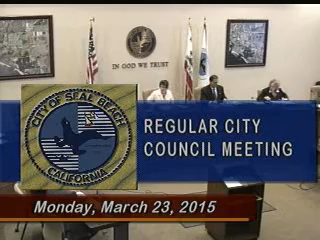 IN GOD WE TRUST
CITY OF SEAL BEACH
CALIFORNIA
REGULAR CITY
COUNCIL MEETING
Monday, March 23, 2015